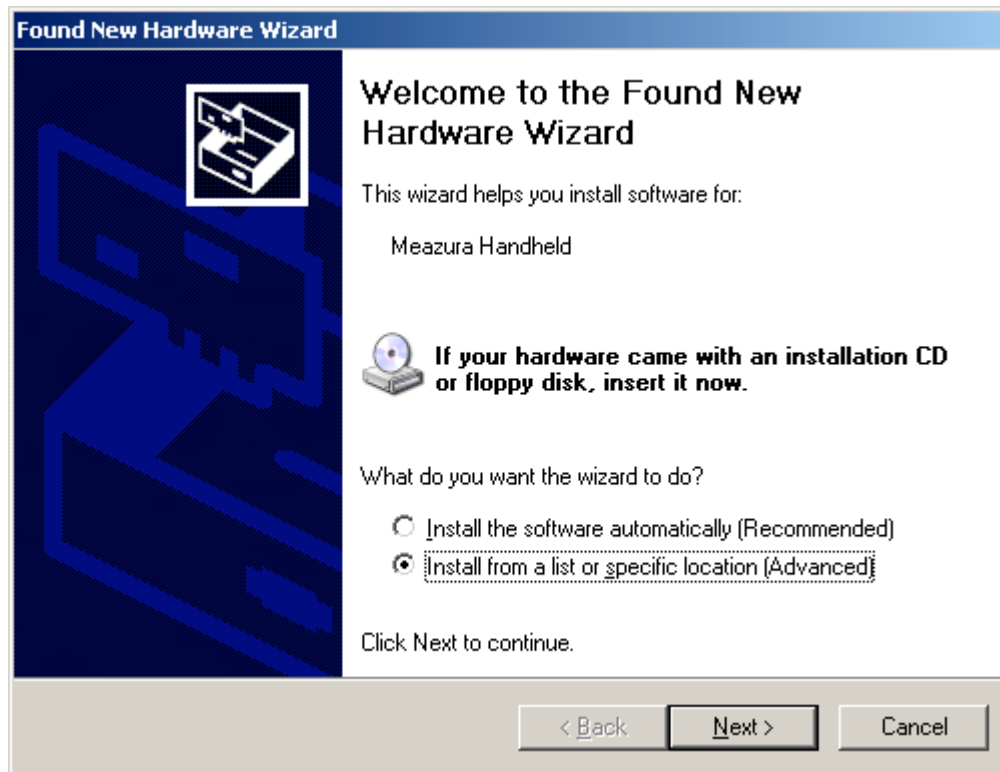 Found New Hardware Wizard
Welcome to the Found New
Hardware Wizard
This wizard helps you install software for:
Meazura Handheld
If your hardware came with an installation CD
or floppy disk, insert it now.
What do you want the wizard to do?
Install the software automatically (Recommended)
Install from a list or specific location (Advanced)
Click Next to continue.
< Back Next > Cancel